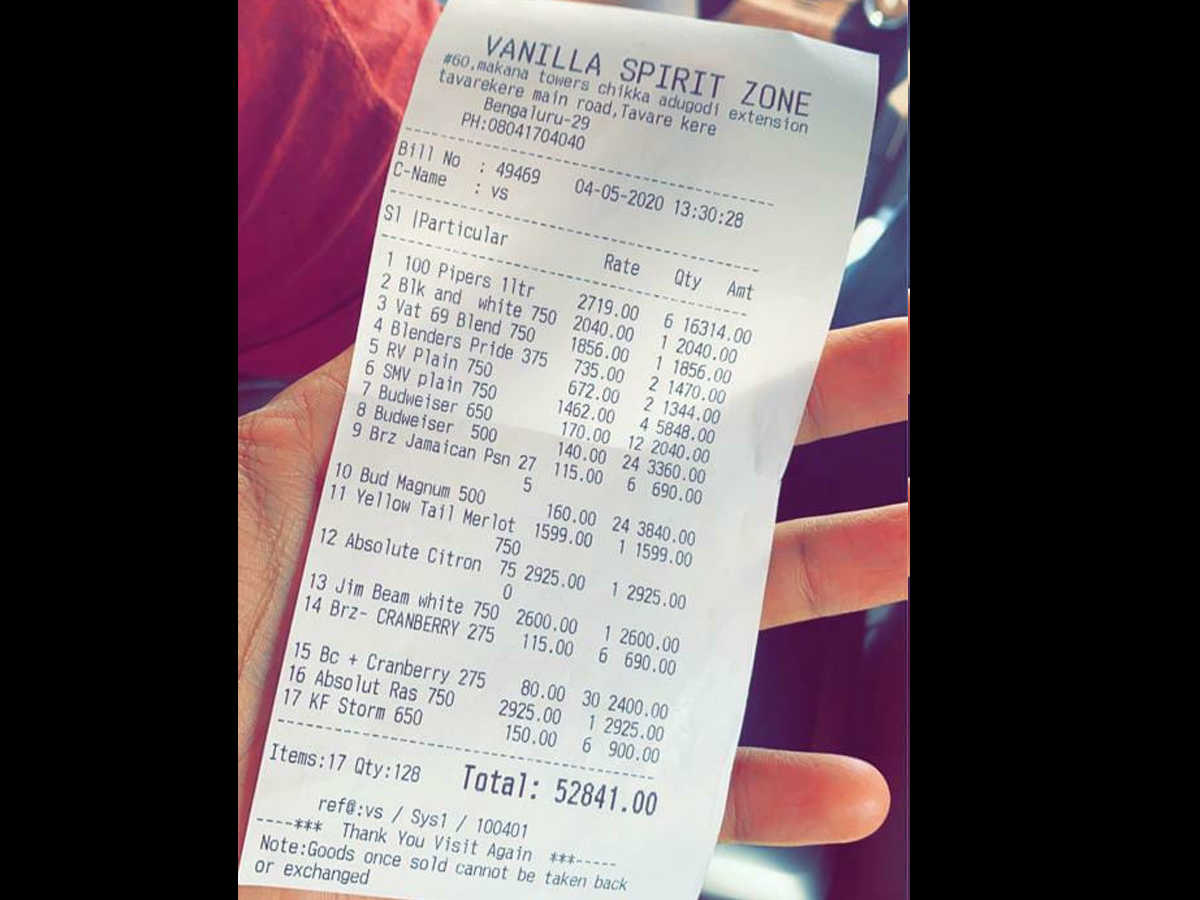 VANILLA SPIRIT ZONE
#60,makana towers chikka adugodi extension
tavarekere main road,Tavare kere
Bengaluru-29
PH:08041704040
Bill No : 49469 04-05-2020 13:30:28
C-Name : vs
Sl |Particular Rate Qty Amt
1 100 Pipers 1ltr 2719.00 6 16314.00
2 Blk and white 750 2040.00 1 2040.00
3 Vat 69 Blend 750 1856.00 1 1856.00
4 Blenders Pride 375 735.00 2 1470.00
5 RV Plain 750 672.00 2 1344.00
6 SMV plain 750 1462.00 4 5848.00
7 Budweiser 650 170.00 12 2040.00
8 Budweiser 500 140.00 24 3360.00
9 Brz Jamaican Psn 27 115.00 6 690.00
5
10 Bud Magnum 500 160.00 24 3840.00
11 Yellow Tail Merlot 1599.00 1 1599.00
750
12 Absolute Citron 75 2925.00 1 2925.00
0
13 Jim Beam white 750 2600.00 1 2600.00
14 Brz- CRANBERRY 275 115.00 6 690.00
15 Bc + Cranberry 275 80.00 30 2400.00
16 Absolut Ras 750 2925.00 1 2925.00
17 KF Storm 650 150.00 6 900.00
Items:17 Qty:128 Total: 52841.00
ref@:vs / Sys1 / 100401
----*** Thank You Visit Again ***-----
Note:Goods once sold cannot be taken back
or exchanged